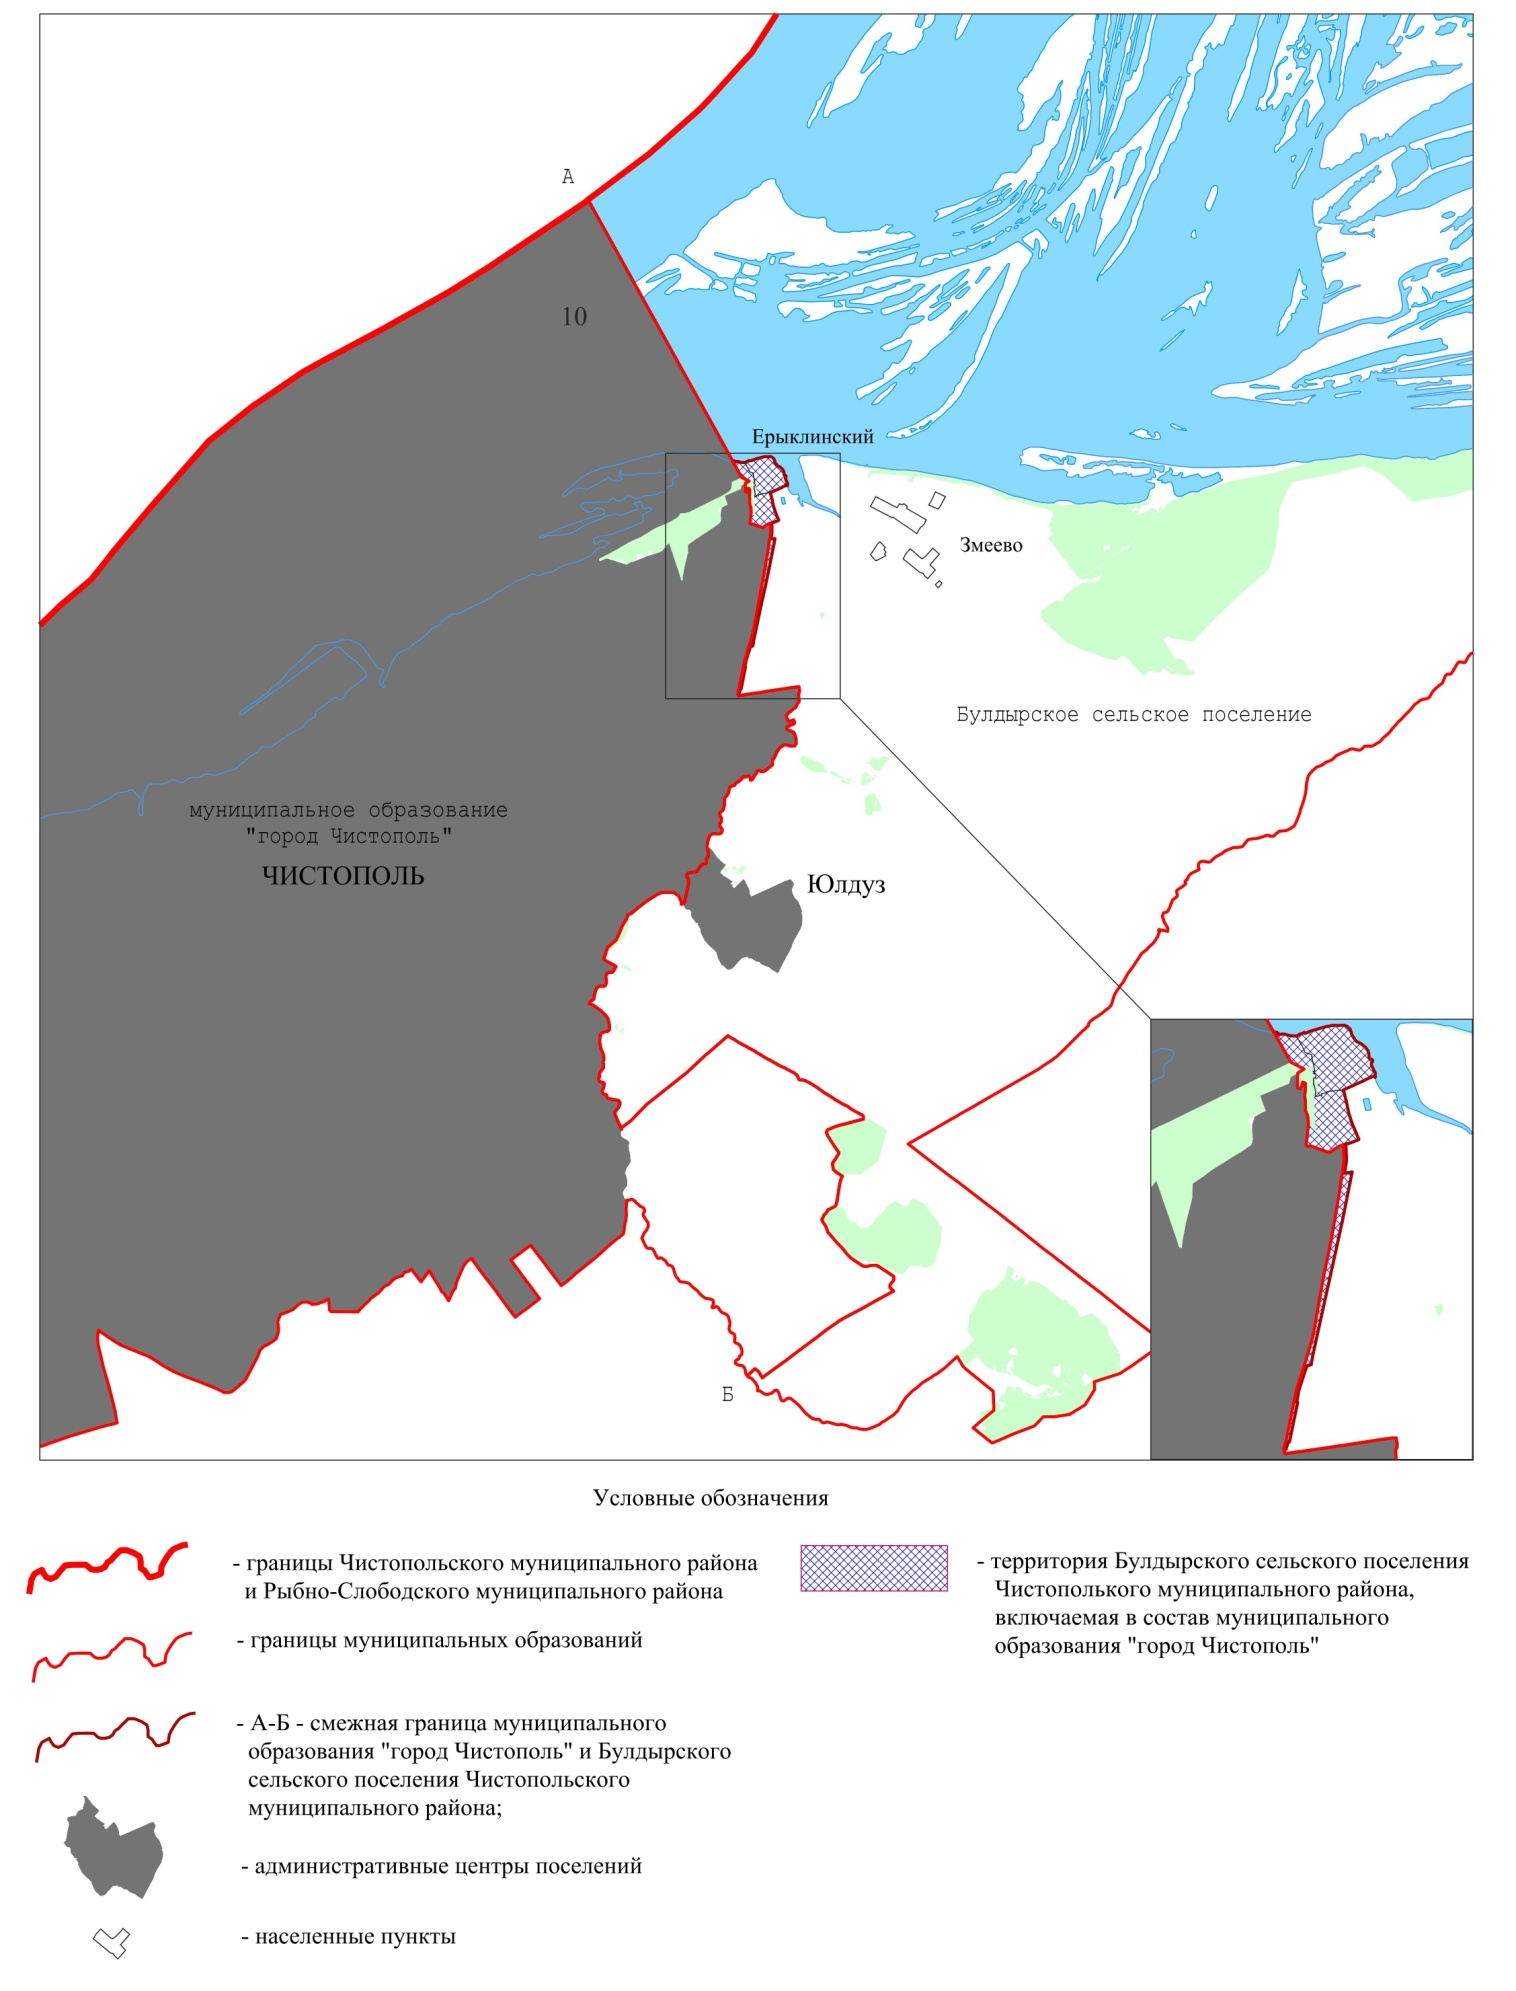 А
10
Ерыклинский
Змеево
Булдырское сельское поселение
муниципальное образование
"город Чистополь"
ЧИСТОПОЛЬ
Юлдуз
Б
Условные обозначения
- границы Чистопольского муниципального района
и Рыбно-Слободского муниципального района
- границы муниципальных образований
- А-Б - смежная граница муниципального
образования "город Чистополь" и Булдырского
сельского поселения Чистопольского
муниципального района;
- административные центры поселений
- населенные пункты
- территория Булдырского сельского поселения
Чистополького муниципального района,
включаемая в состав муниципального
образования "город Чистополь"